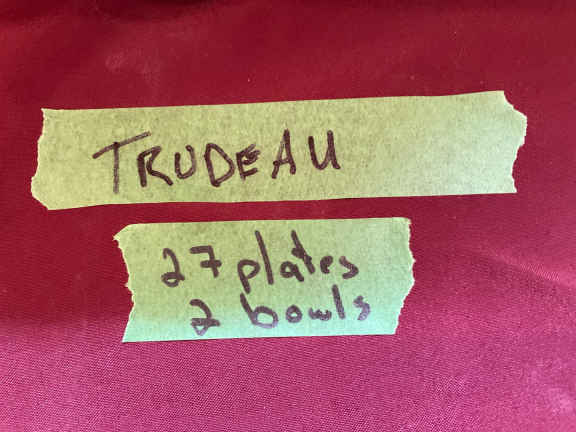 TRUDEAU
27 plates
2 bowls